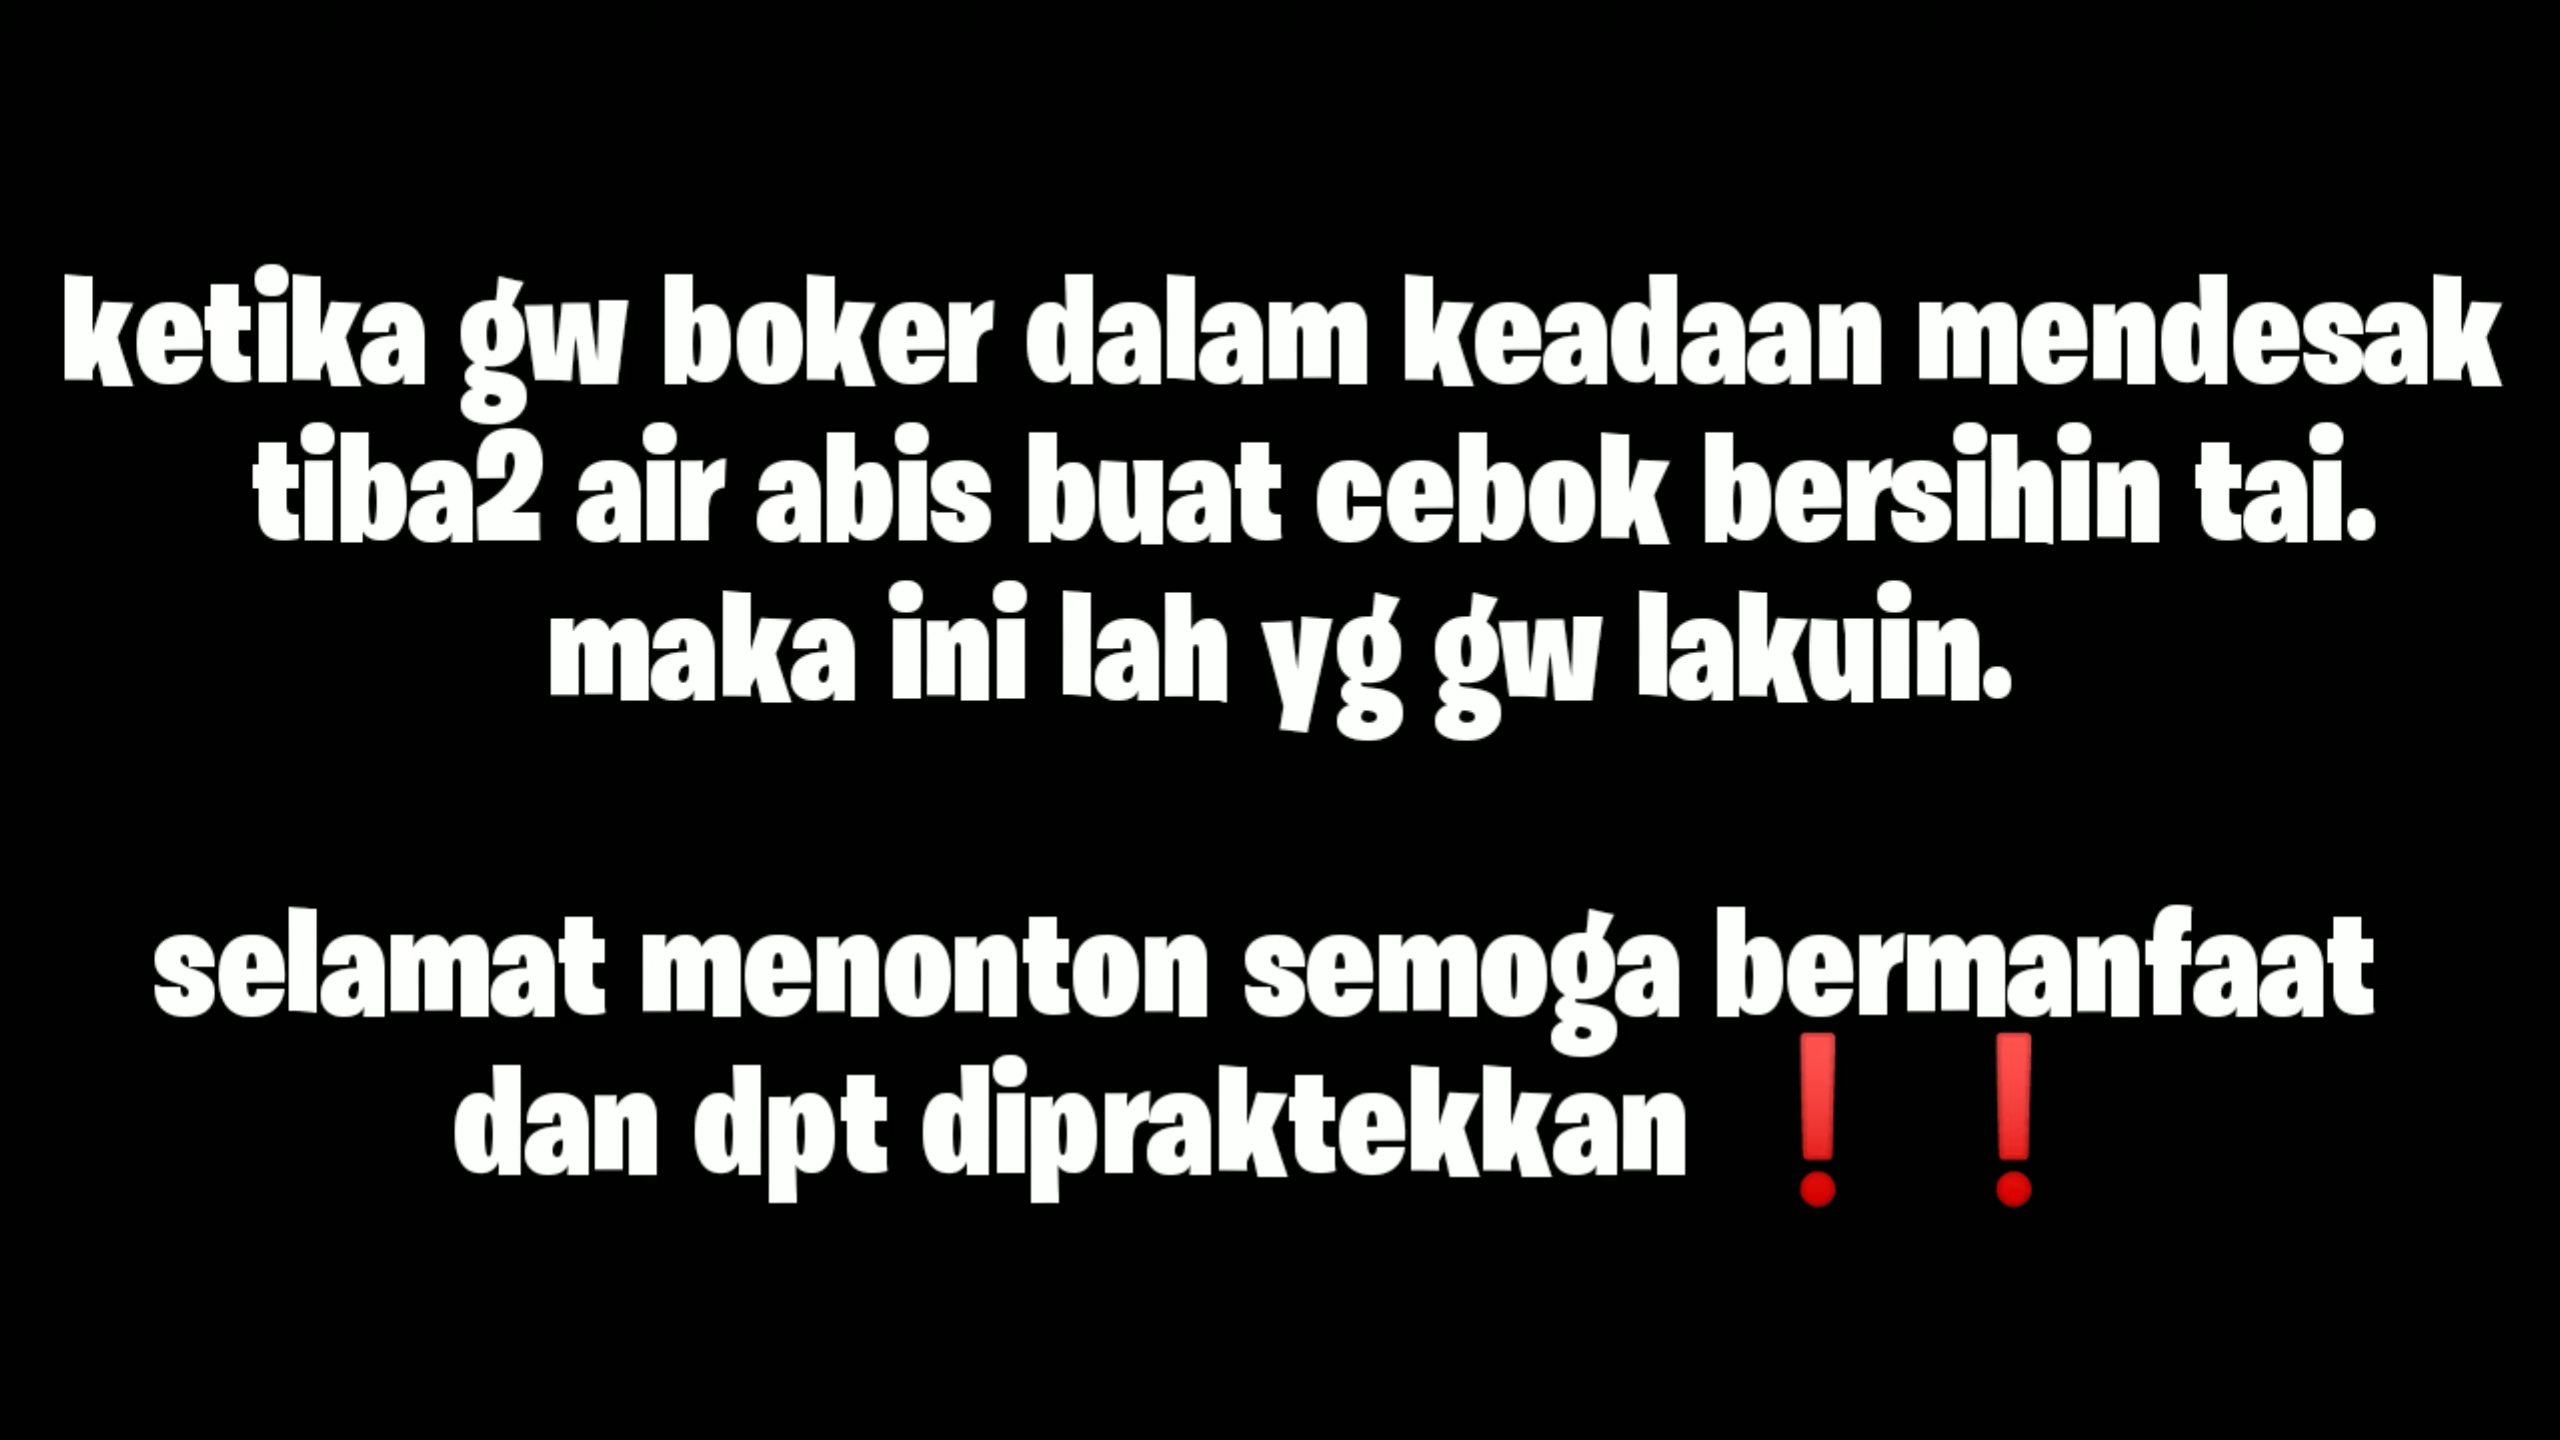 ketika gw boker dalam keadaan mendesak
tiba2 air abis buat cebok bersihin tai.
maka ini lah yg gw lakuin.
selamat menonton semoga bermanfaat
dan dpt dipraktekkan ❗❗